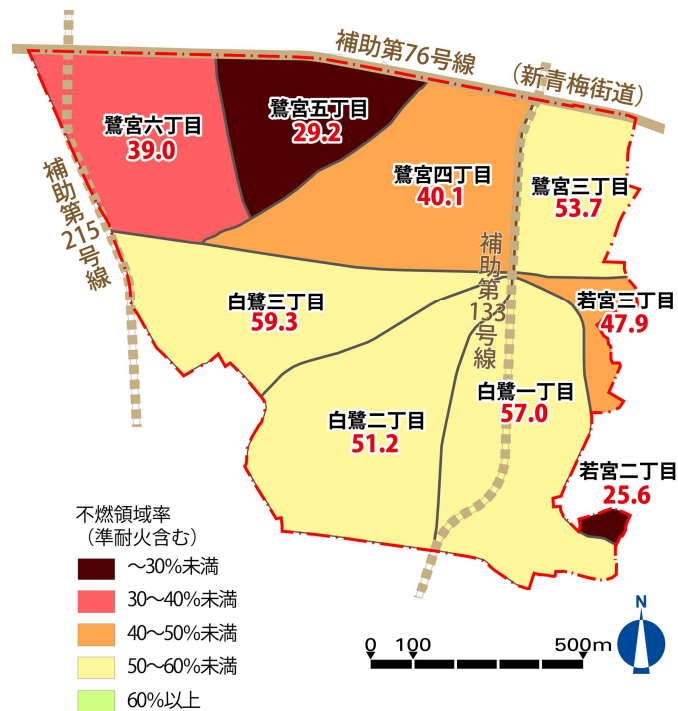 補助第76号線
（新青梅街道）
鷺宮六丁目
39.0
鷺宮五丁目
29.2
鷺宮四丁目
40.1
鷺宮三丁目
53.7
補助第215号線
補助第133号線
白鷺三丁目
59.3
若宮三丁目
47.9
白鷺二丁目
51.2
白鷺一丁目
57.0
若宮二丁目
25.6
不燃領域率
（準耐火含む）
～30%未満
30～40%未満
40～50%未満
50～60%未満
60%以上
0 100 500m
N